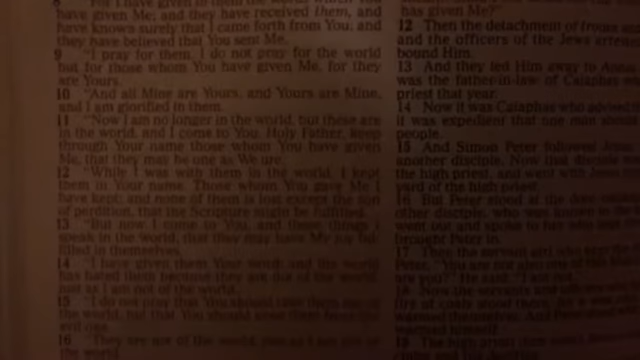 8 "For I have given to them the words which You
have given Me; and they have received them, and
have known surely that I came forth from You; and
they have believed that You sent Me.
9 "I pray for them. I do not pray for the world
but for those whom You have given Me, for they
are Yours.
10 "And all Mine are Yours, and Yours are Mine,
and I am glorified in them.
11 "Now I am no longer in the world, but these are
in the world, and I come to You. Holy Father, keep
through Your name those whom You have given
Me, that they may be one as We are.
12 "While I was with them in the world, I kept
them in Your name. Those whom You gave Me I
have kept; and none of them is lost except the son
of perdition, that the Scripture might be fulfilled.
13 "But now I come to You, and these things I
speak in the world, that they may have My joy ful-
filled in themselves.
14 "I have given them Your word; and the world
has hated them because they are not of the world,
just as I am not of the world.
15 "I do not pray that You should take them out of
the world, but that You should keep them from the
evil one.
16 "They are not of the world, just as I am not of
the world.
has given Me?"
12 Then the detachment of troops and
and the officers of the Jews arrested
bound Him.
13 And they led Him away to Annas
was the father-in-law of Caiaphas
priest that year.
14 Now it was Caiaphas who advised
it was expedient that one man should
people.
15 And Simon Peter followed Jesus
another disciple. Now that disciple
the high priest, and went with Jesus
yard of the high priest.
16 But Peter stood at the door
other disciple, who was known to
went out and spoke to her who
brought Peter in.
17 Then the servant girl who
Peter, "You are not also one of
are you?" He said, "I am not."
18 Now the servants and
fire of coals stood there, for it was
warmed themselves. And Peter
warmed himself.
19 The high priest then